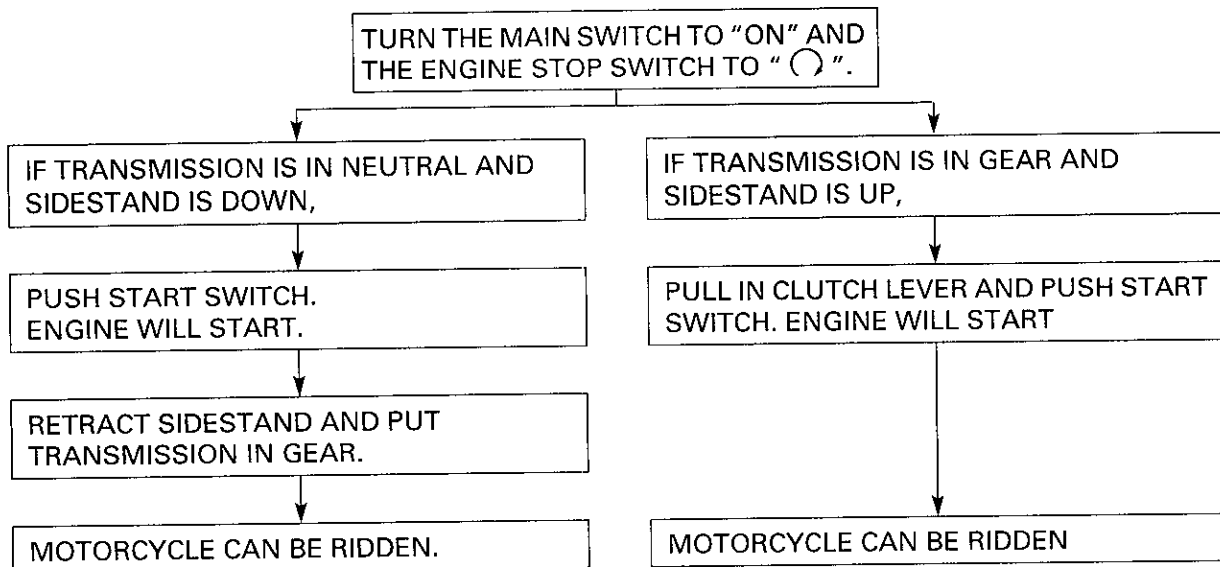 TURN THE MAIN SWITCH TO "ON" AND
THE ENGINE STOP SWITCH TO " ↻ ".
IF TRANSMISSION IS IN NEUTRAL AND
SIDESTAND IS DOWN,
PUSH START SWITCH.
ENGINE WILL START.
RETRACT SIDESTAND AND PUT
TRANSMISSION IN GEAR.
MOTORCYCLE CAN BE RIDDEN.
IF TRANSMISSION IS IN GEAR AND
SIDESTAND IS UP,
PULL IN CLUTCH LEVER AND PUSH START
SWITCH. ENGINE WILL START
MOTORCYCLE CAN BE RIDDEN